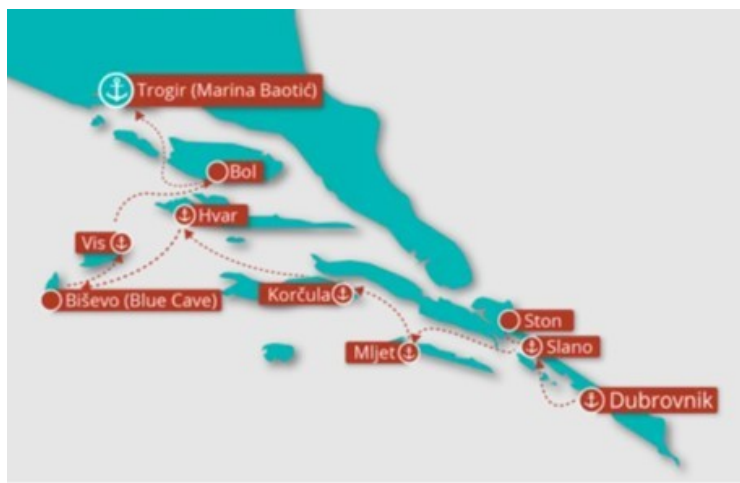 Trogir (Marina Baotić)
Bol
Hvar
Vis
Biševo (Blue Cave)
Korčula
Ston
Mljet
Slano
Dubrovnik